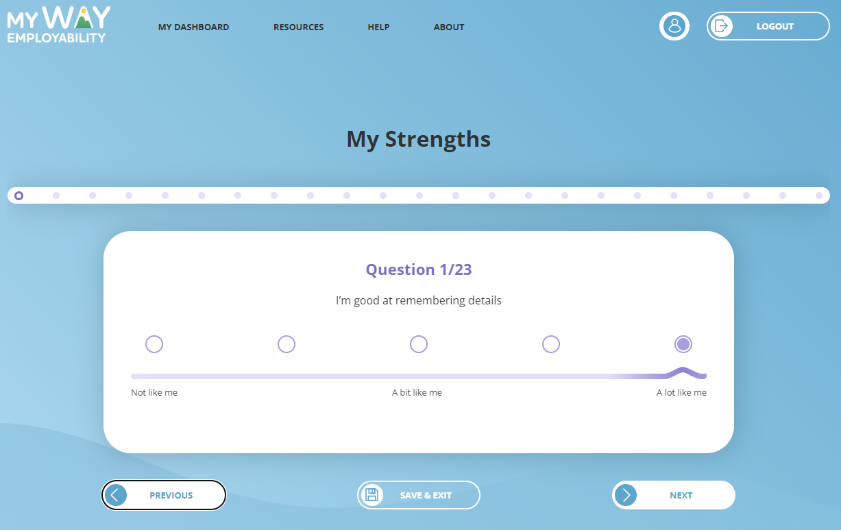 MY WAY
EMPLOYABILITY
MY DASHBOARD
RESOURCES
HELP
ABOUT
LOGOUT
My Strengths
Question 1/23
I’m good at remembering details
Not like me
A bit like me
A lot like me
PREVIOUS
SAVE & EXIT
NEXT